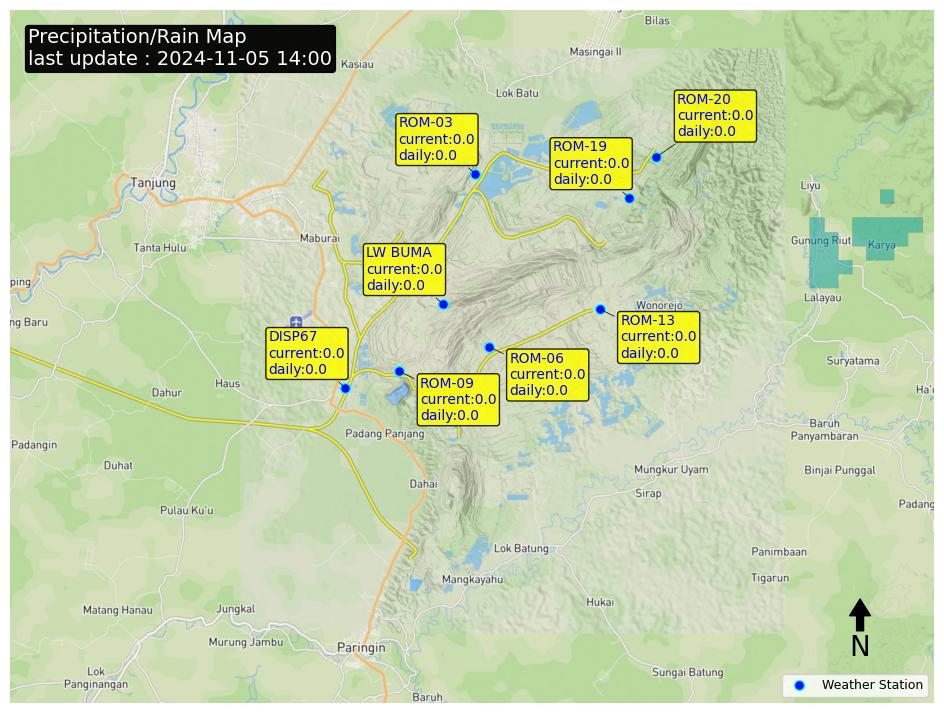 Precipitation/Rain Map
last update : 2024-11-05 14:00
Bilas
Masingai II
Kasiau
Lok Batu
ROM-20
current:0.0
daily:0.0
ROM-03
current:0.0
daily:0.0
ROM-19
current:0.0
daily:0.0
Tanjung
Liyu
Maburai
Tanta Hulu
Gunung Riut
Karya
LW BUMA
current:0.0
daily:0.0
ping
Lalayau
Wonorejo
ng Baru
ROM-13
current:0.0
daily:0.0
DISP67
current:0.0
daily:0.0
ROM-06
current:0.0
daily:0.0
Suryatama
ROM-09
current:0.0
daily:0.0
Haus
Dahur
Ha'
Baruh
Panyambaran
Padang Panjang
Padangin
Duhat
Mungkur Uyam
Binjai Punggal
Dahai
Sirap
Padang
Pulau Ku'u
Lok Batung
Panimbaan
Mangkayahu
Tigarun
Hukai
Matang Hanau
Jungkal
Murung Jambu
Paringin
N
Lok
Panginangan
Sungai Batung
Weather Station
Baruh